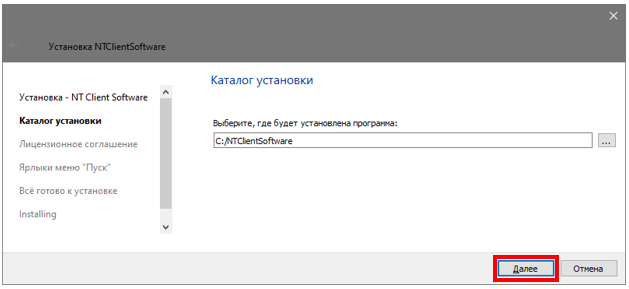 Установка NTClientSoftware
Установка - NT Client Software
Каталог установки
Лицензионное соглашение
Ярлыки меню "Пуск"
Всё готово к установке
Installing
Каталог установки
Выберите, где будет установлена программа:
C:/NTClientSoftware
...
Далее
Отмена